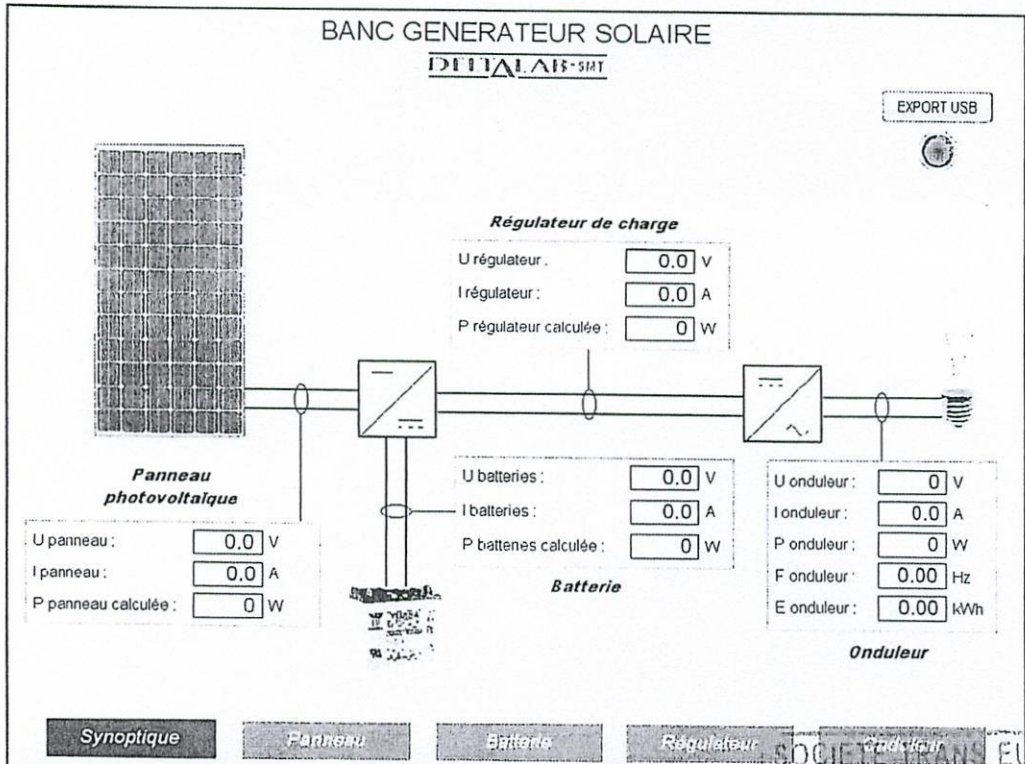 BANC GENERATEUR SOLAIRE
DELTALAB-SMT
EXPORT USB
Régulateur de charge
U régulateur : 0.0 V
I régulateur : 0.0 A
P régulateur calculée : 0 W
Panneau
photovoltaïque
U panneau : 0.0 V
I panneau : 0.0 A
P panneau calculée : 0 W
U batteries : 0.0 V
I batteries : 0.0 A
P batteries calculée : 0 W
Batterie
U onduleur : 0 V
I onduleur : 0.0 A
P onduleur : 0 W
F onduleur : 0.00 Hz
E onduleur : 0.00 kWh
Onduleur
Synoptique
Panneau
Batterie
Régulateur
Onduleur
SOCIETE TRANS EU